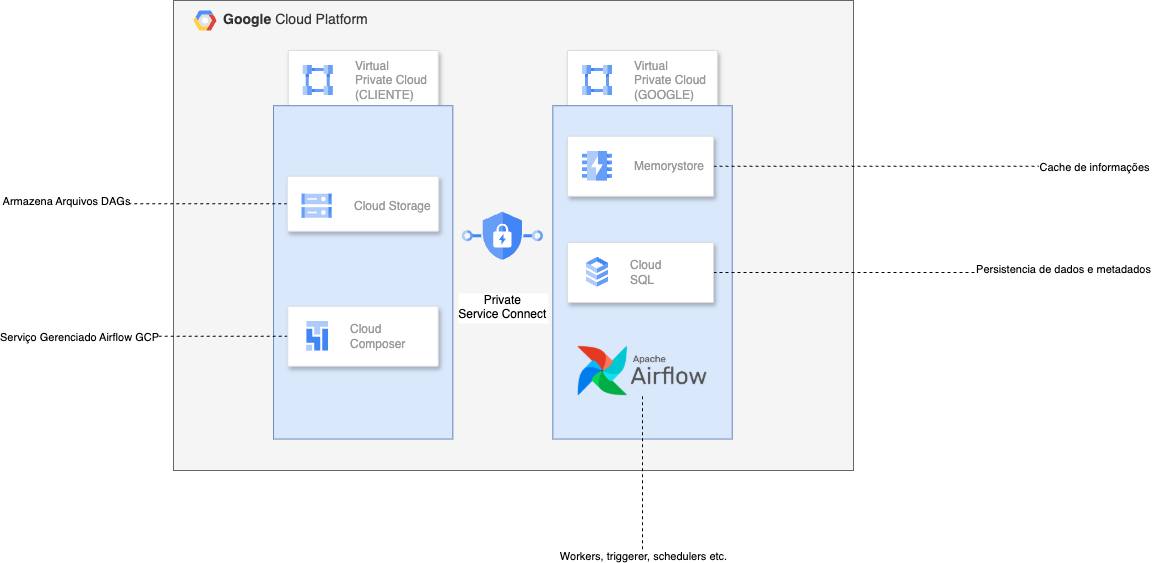 Google Cloud Platform
Virtual
Private Cloud
(CLIENTE)
Virtual
Private Cloud
(GOOGLE)
Memorystore
Cache de informações
Armazena Arquivos DAGs
Cloud Storage
Cloud
SQL
Persistencia de dados e metadados
Private
Service Connect
Serviço Gerenciado Airflow GCP
Cloud
Composer
Apache
Airflow
Workers, triggerer, schedulers etc.